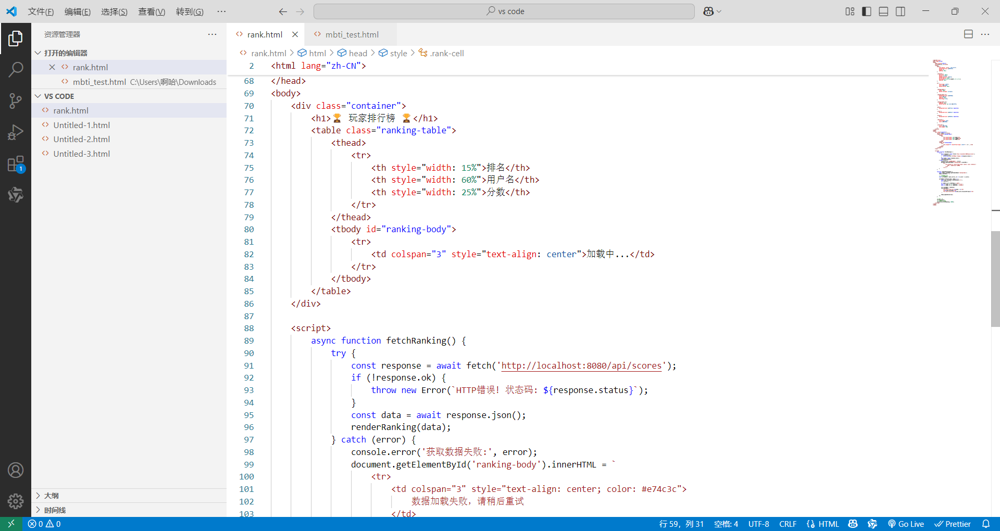 文件(F) 编辑(E) 选择(S) 查看(V) 转到(G) ··· vs code
资源管理器 ···
打开的编辑器
rank.html
mbti_test.html C:\Users\啊哈\Downloads
VS CODE
rank.html
Untitled-1.html
Untitled-2.html
Untitled-3.html
大纲
时间线
1
rank.html mbti_test.html
rank.html > html > head > style > .rank-cell
2 <html lang="zh-CN">
68 </head>
69 <body>
70 <div class="container">
71 <h1>🏆 玩家排行榜 🏆</h1>
72 <table class="ranking-table">
73 <thead>
74 <tr>
75 <th style="width: 15%">排名</th>
76 <th style="width: 60%">用户名</th>
77 <th style="width: 25%">分数</th>
78 </tr>
79 </thead>
80 <tbody id="ranking-body">
81 <tr>
82 <td colspan="3" style="text-align: center">加载中...</td>
83 </tr>
84 </tbody>
85 </table>
86 </div>
87
88 <script>
89 async function fetchRanking() {
90 try {
91 const response = await fetch('http://localhost:8080/api/scores');
92 if (!response.ok) {
93 throw new Error(`HTTP错误! 状态码: ${response.status}`);
94 }
95 const data = await response.json();
96 renderRanking(data);
97 } catch (error) {
98 console.error('获取数据失败:', error);
99 document.getElementById('ranking-body').innerHTML = `
100 <tr>
101 <td colspan="3" style="text-align: center; color: #e74c3c">
102 数据加载失败，请稍后重试
103 </td>
0 0 行 59，列 31 空格: 4 UTF-8 CRLF {} HTML Go Live Prettier